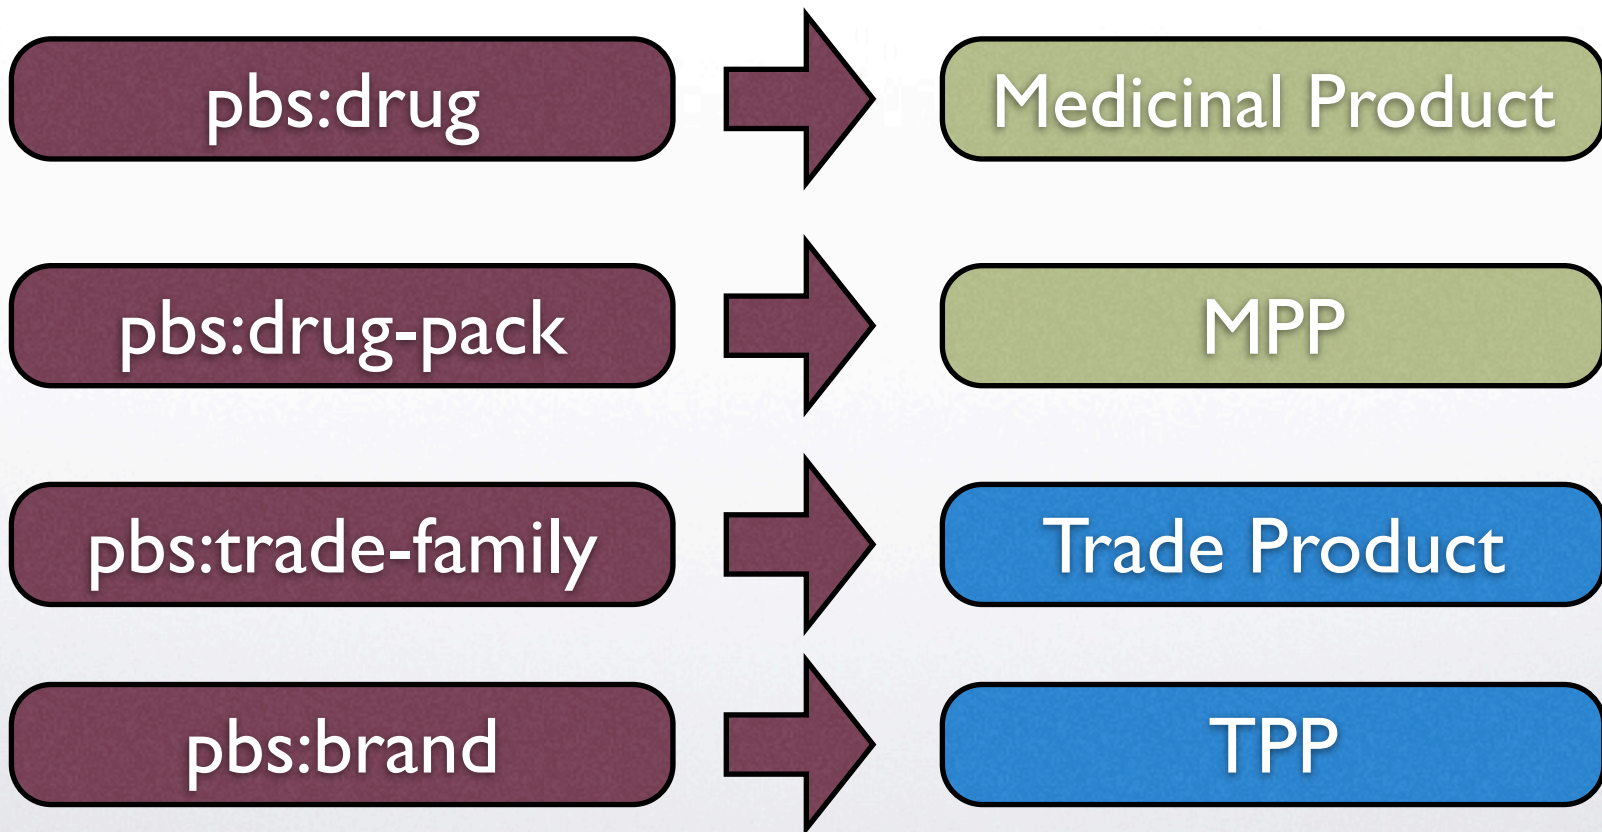 pbs:drug
Medicinal Product
pbs:drug-pack
MPP
pbs:trade-family
Trade Product
pbs:brand
TPP